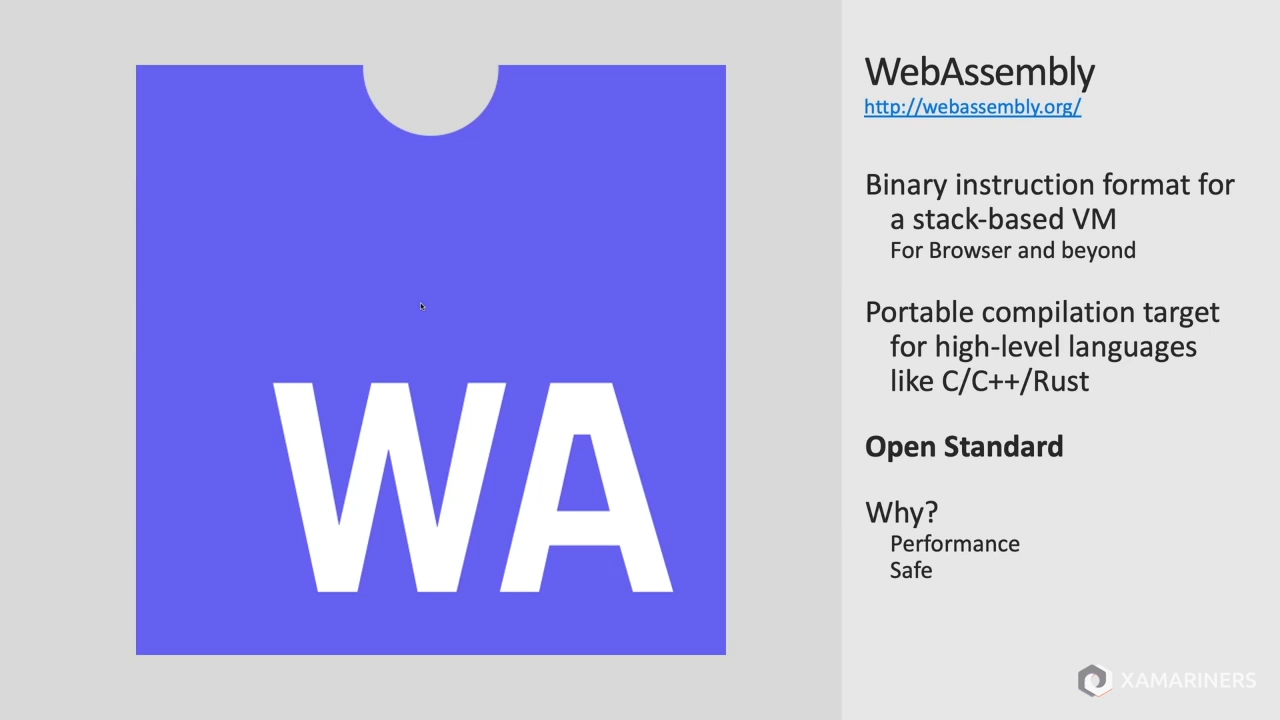 WA
WebAssembly
http://webassembly.org/
Binary instruction format for
a stack-based VM
For Browser and beyond
Portable compilation target
for high-level languages
like C/C++/Rust
Open Standard
Why?
Performance
Safe
XAMARINERS